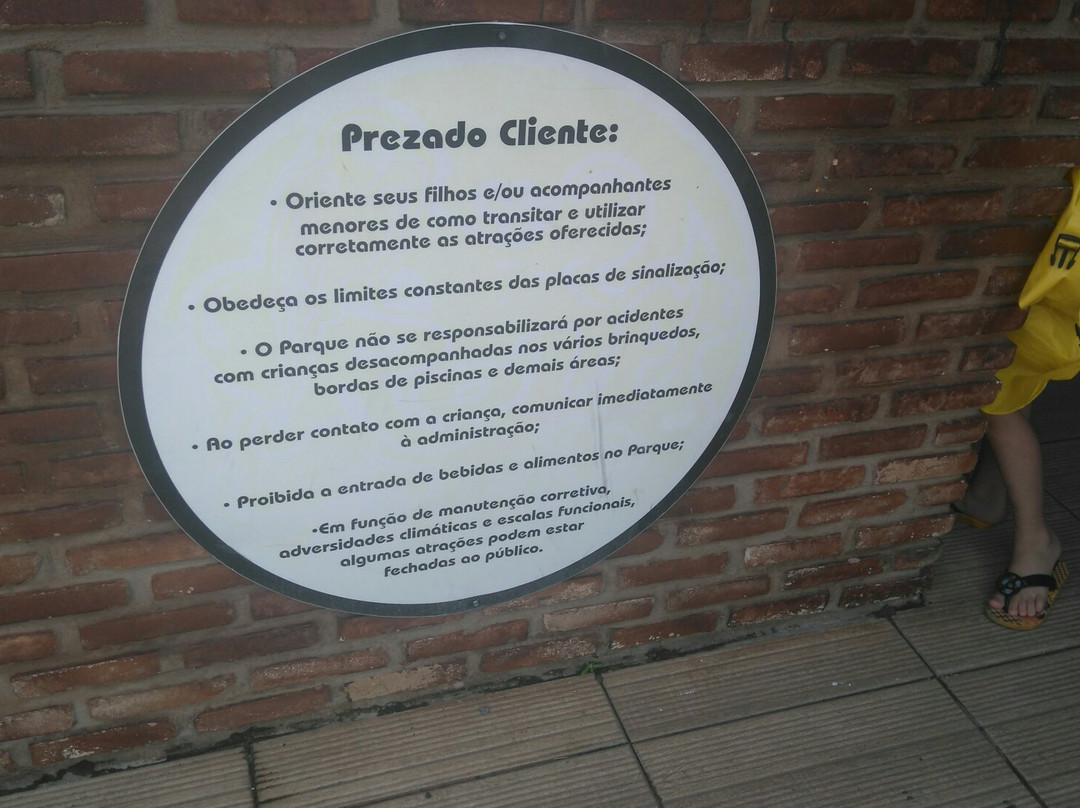 Prezado Cliente:
• Oriente seus filhos e/ou acompanhantes
menores de como transitar e utilizar
corretamente as atrações oferecidas;
• Obedeça os limites constantes das placas de sinalização;
• O Parque não se responsabilizará por acidentes
com crianças desacompanhadas nos vários brinquedos,
bordas de piscinas e demais áreas;
• Ao perder contato com a criança, comunicar imediatamente
à administração;
• Proibida a entrada de bebidas e alimentos no Parque;
•Em função de manutenção corretiva,
adversidades climáticas e escalas funcionais,
algumas atrações podem estar
fechadas ao público.